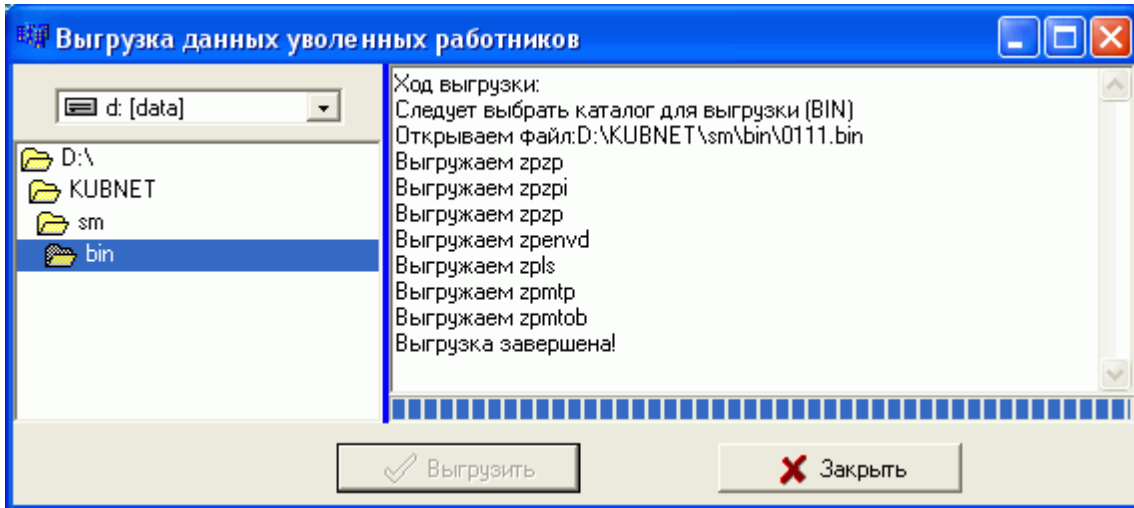 Выгрузка данных уволенных работников
d: [data]
D:\
KUBNET
sm
bin
Ход выгрузки:
Следует выбрать каталог для выгрузки (BIN)
Открываем файл:D:\KUBNET\sm\bin\0111.bin
Выгружаем zpzp
Выгружаем zpzpi
Выгружаем zpzp
Выгружаем zpenvd
Выгружаем zpls
Выгружаем zpmtp
Выгружаем zpmtob
Выгрузка завершена!
Выгрузить
Закрыть